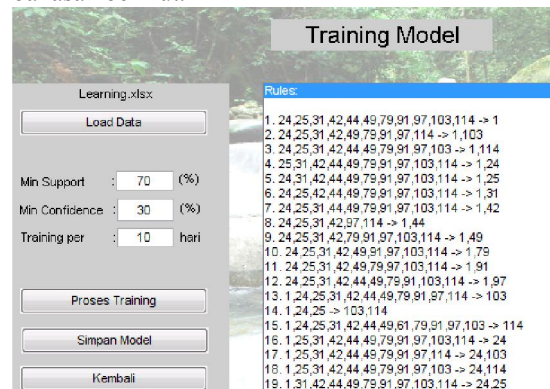 Training Model
Learning.xlsx
Load Data
Min Support : 70 (%)
Min Confidence : 30 (%)
Training per : 10 hari
Proses Training
Simpan Model
Kembali
Rules:
1. 24,25,31,42,44,49,79,91,97,103,114 -> 1
2. 24,25,31,42,49,79,91,97,114 -> 1,103
3. 24,25,31,42,44,49,79,91,97,103 -> 1,114
4. 25,31,42,44,49,79,91,97,103,114 -> 1,24
5. 24,31,42,44,49,79,91,97,103,114 -> 1,25
6. 24,25,42,44,49,79,91,97,103,114 -> 1,31
7. 24,25,31,44,49,79,91,97,103,114 -> 1,42
8. 24,25,31,42,97,114 -> 1,44
9. 24,25,31,42,79,91,97,103,114 -> 1,49
10. 24,25,31,42,49,91,97,103,114 -> 1,79
11. 24,25,31,42,49,79,97,103,114 -> 1,91
12. 24,25,31,42,44,49,79,91,103,114 -> 1,97
13. 1,24,25,31,42,44,49,79,91,97,114 -> 103
14. 1,24,25 -> 103,114
15. 1,24,25,31,42,44,49,61,79,91,97,103 -> 114
16. 1,25,31,42,44,49,79,91,97,103,114 -> 24
17. 1,25,31,42,44,49,79,91,97,114 -> 24,103
18. 1,25,31,42,44,49,79,91,97,103 -> 24,114
19. 1,31,42,44,49,79,91,97,103,114 -> 24,25